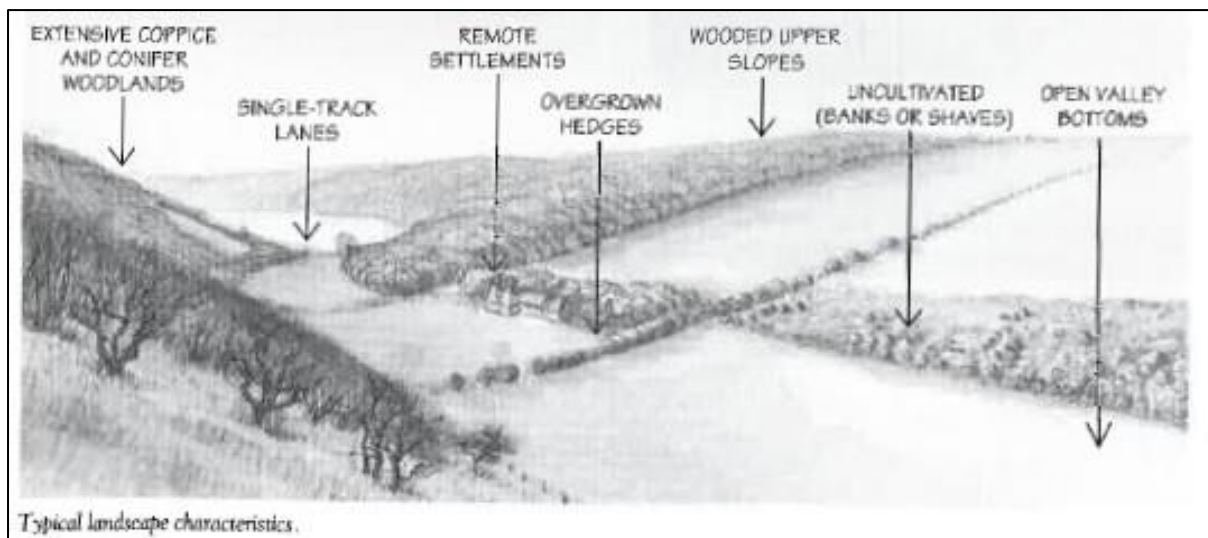 EXTENSIVE COPPICE
AND CONIFER
WOODLANDS
SINGLE-TRACK
LANES
REMOTE
SETTLEMENTS
OVERGROWN
HEDGES
WOODED UPPER
SLOPES
UNCULTIVATED
(BANKS OR SHAVES)
OPEN VALLEY
BOTTOMS
Typical landscape characteristics.